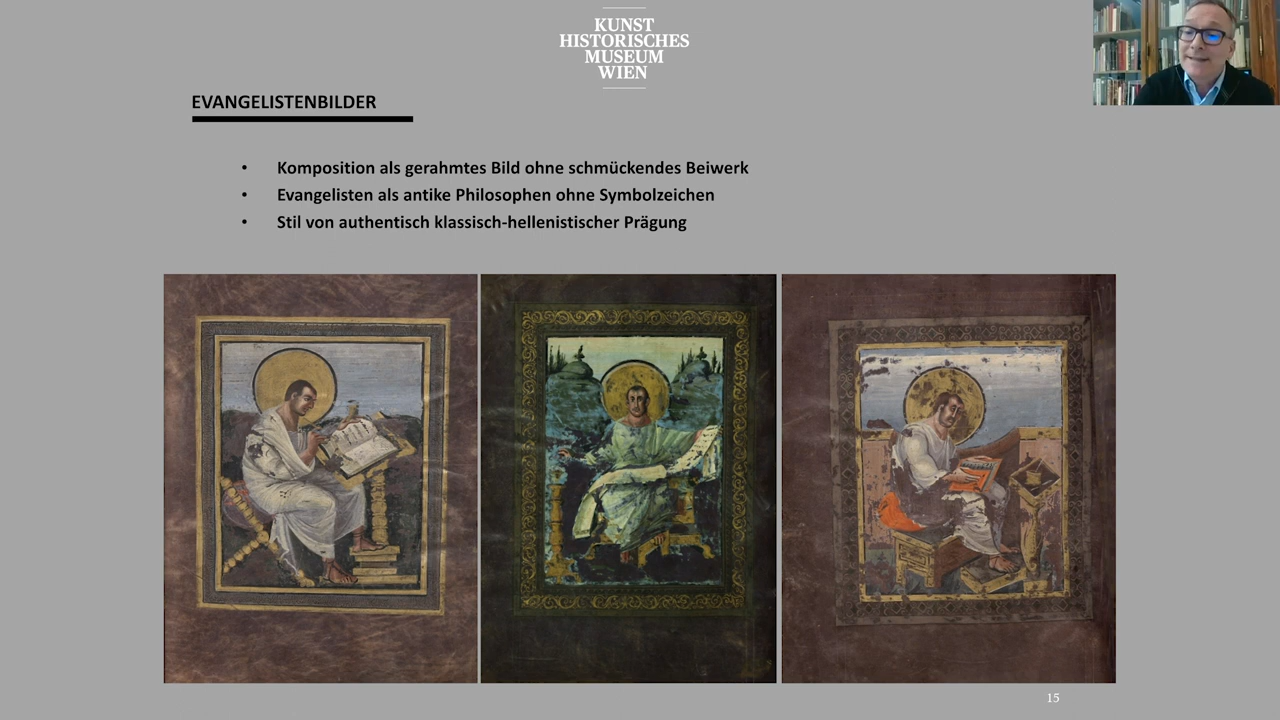 KUNST
HISTORISCHES
MUSEUM
WIEN
EVANGELISTENBILDER
• Komposition als gerahmtes Bild ohne schmückendes Beiwerk
• Evangelisten als antike Philosophen ohne Symbolzeichen
• Stil von authentisch klassisch-hellenistischer Prägung
15